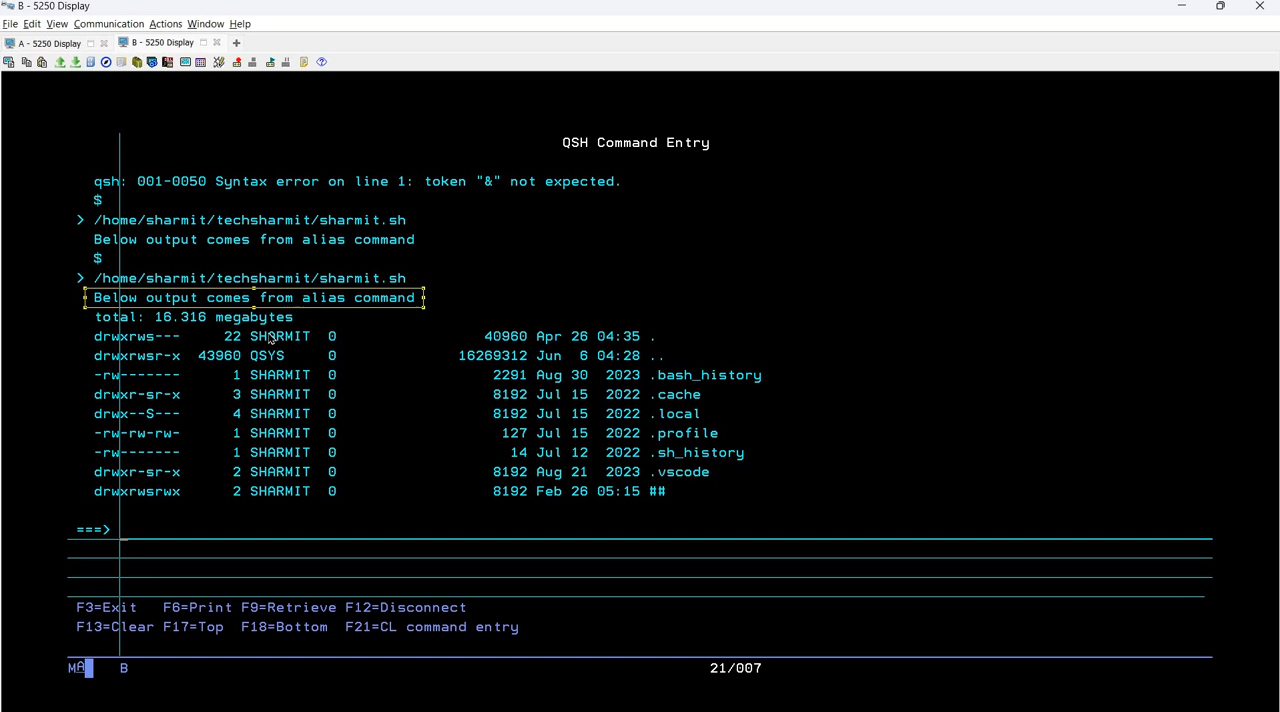 B - 5250 Display
File Edit View Communication Actions Window Help
A - 5250 Display B - 5250 Display
QSH Command Entry
qsh: 001-0050 Syntax error on line 1: token "&" not expected.
$
> /home/sharmit/techsharmit/sharmit.sh
Below output comes from alias command
$
> /home/sharmit/techsharmit/sharmit.sh
Below output comes from alias command
total: 16.316 megabytes
drwxrws--- 22 SHARMIT 0 40960 Apr 26 04:35 .
drwxrwsr-x 43960 QSYS 0 16269312 Jun 6 04:28 ..
-rw------- 1 SHARMIT 0 2291 Aug 30 2023 .bash_history
drwxr-sr-x 3 SHARMIT 0 8192 Jul 15 2022 .cache
drwx--S--- 4 SHARMIT 0 8192 Jul 15 2022 .local
-rw-rw-rw- 1 SHARMIT 0 127 Jul 15 2022 .profile
-rw------- 1 SHARMIT 0 14 Jul 12 2022 .sh_history
drwxr-sr-x 2 SHARMIT 0 8192 Aug 21 2023 .vscode
drwxrwsrwx 2 SHARMIT 0 8192 Feb 26 05:15 ##
===>
F3=Exit F6=Print F9=Retrieve F12=Disconnect
F13=Clear F17=Top F18=Bottom F21=CL command entry
MA B 21/007